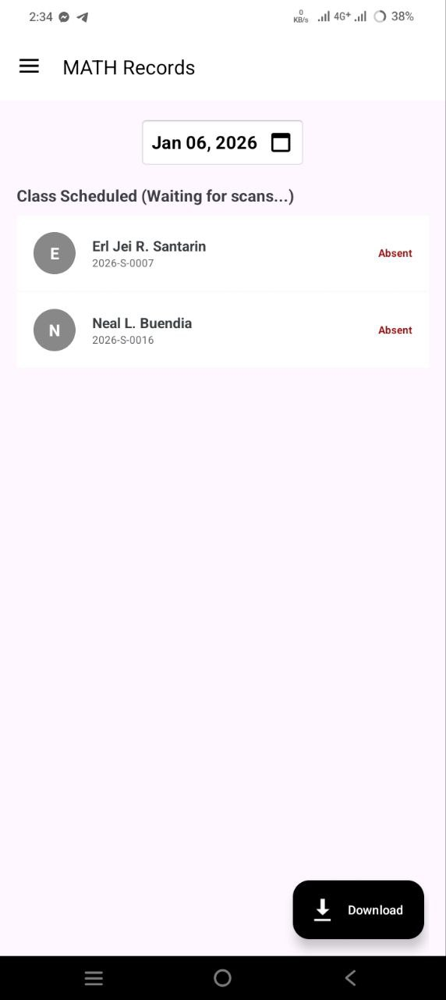 2:34
0
KB/s
4G+
38%
MATH Records
Jan 06, 2026
Class Scheduled (Waiting for scans...)
E
Erl Jei R. Santarin
2026-S-0007
Absent
N
Neal L. Buendia
2026-S-0016
Absent
Download